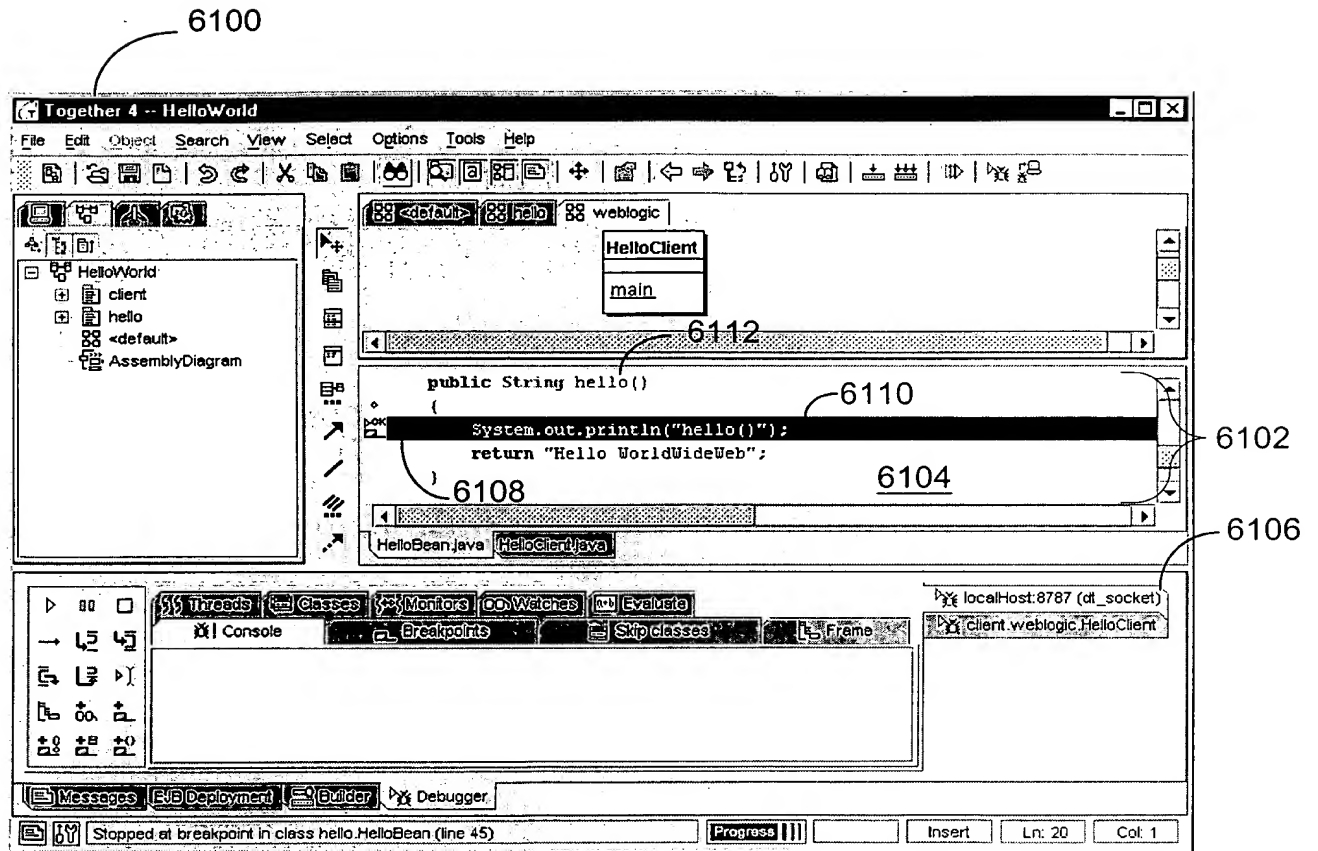 6100
Together 4 -- HelloWorld
File Edit Object Search View Select Options Tools Help
<default> hello weblogic
HelloClient
main
HelloWorld
client
hello
<default>
AssemblyDiagram
6112
public String hello()
{
6110
System.out.println("hello()");
return "Hello WorldWideWeb";
}
6102
6108
6104
HelloBean.java HelloClient.java
6106
Threads Classes Monitors Watches Evaluate
Console Breakpoints Skip classes Frame
localHost:8787 (dt_socket)
client.weblogic.HelloClient
Messages EJB Deployment Builder Debugger
Stopped at breakpoint in class hello.HelloBean (line 45) Progress Insert Ln: 20 Col: 1